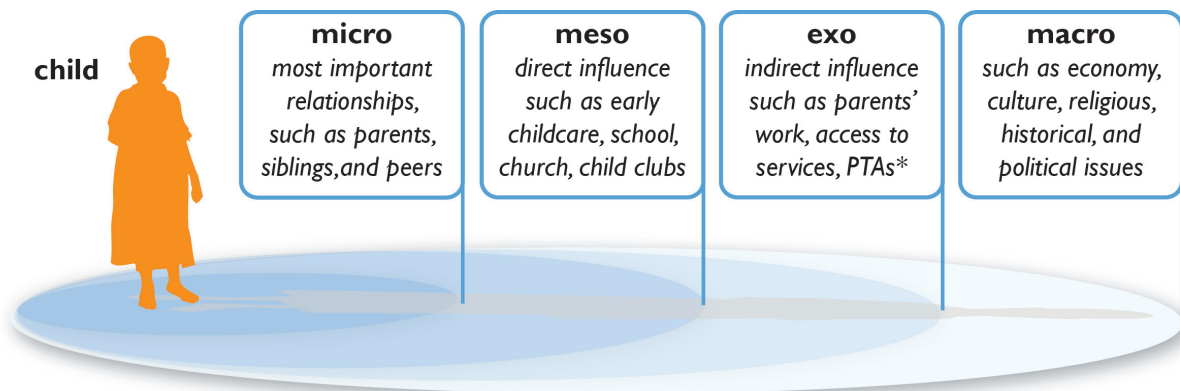 child
micro
most important
relationships,
such as parents,
siblings,and peers
meso
direct influence
such as early
childcare, school,
church, child clubs
exo
indirect influence
such as parents’
work, access to
services, PTAs*
macro
such as economy,
culture, religious,
historical, and
political issues